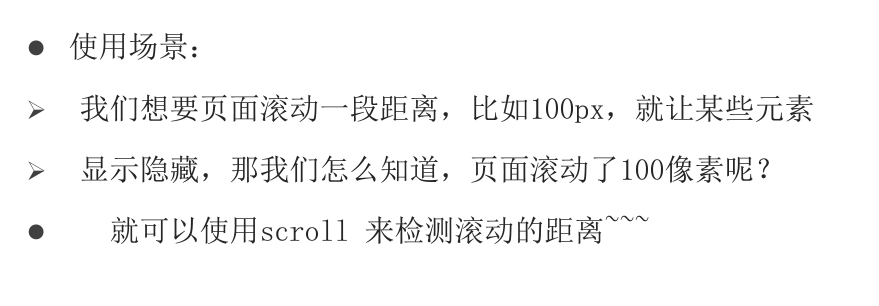 ● 使用场景：
➢ 我们想要页面滚动一段距离，比如100px，就让某些元素
➢ 显示隐藏，那我们怎么知道，页面滚动了100像素呢？
● 就可以使用scroll 来检测滚动的距离~~~